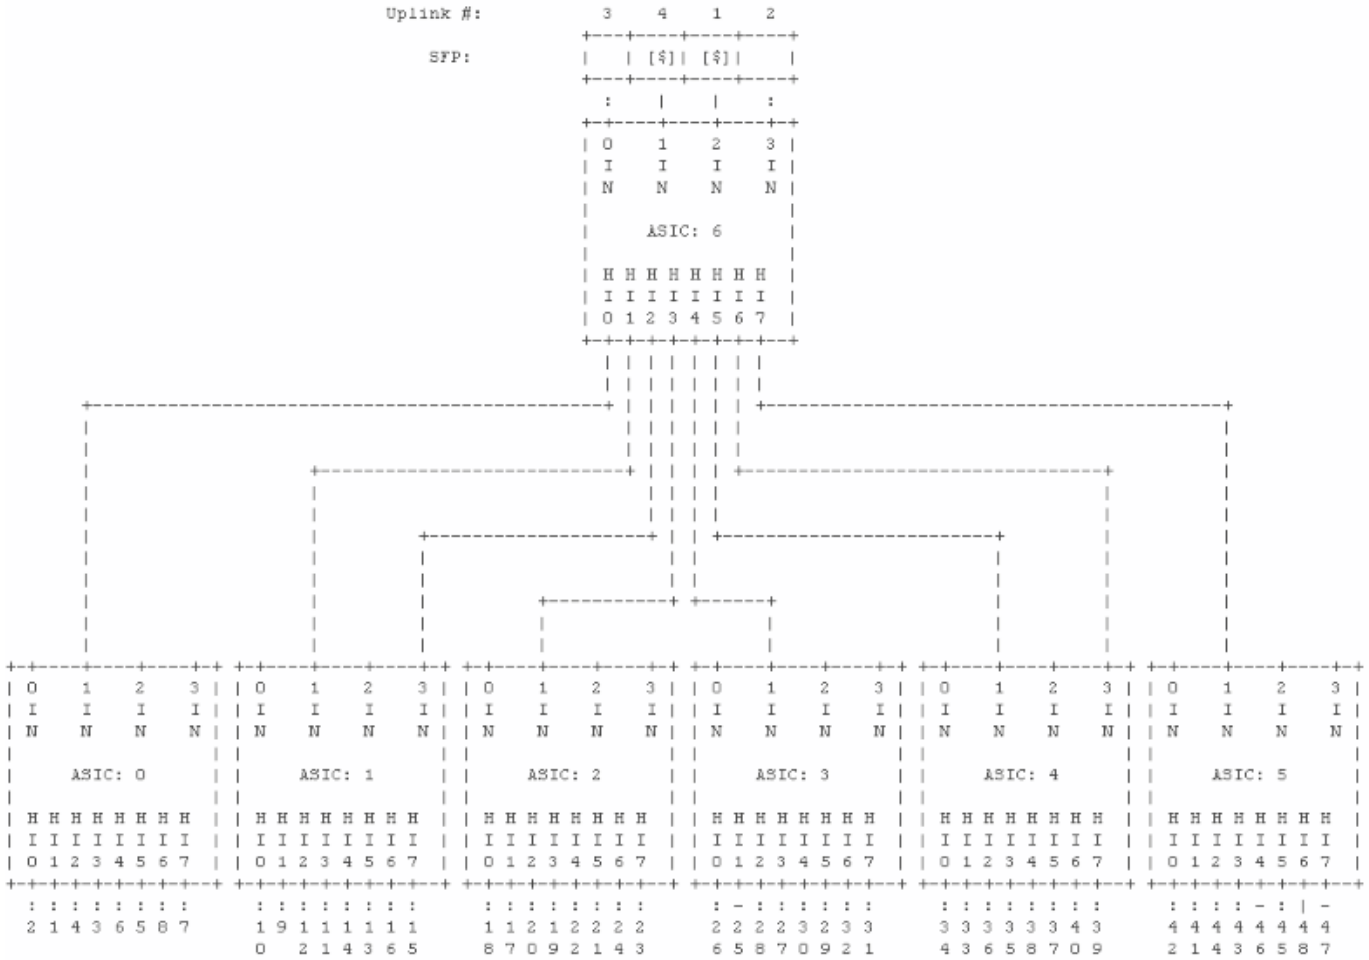 Uplink #: 3 4 1 2
SFP: [$] [$]
0 1 2 3
I I I I
N N N N
ASIC: 6
H H H H H H H H
I I I I I I I I
0 1 2 3 4 5 6 7
0 1 2 3 0 1 2 3 0 1 2 3 0 1 2 3 0 1 2 3 0 1 2 3
I I I I I I I I I I I I I I I I I I I I I I I I
N N N N N N N N N N N N N N N N N N N N N N N N
ASIC: 0 ASIC: 1 ASIC: 2 ASIC: 3 ASIC: 4 ASIC: 5
H H H H H H H H H H H H H H H H H H H H H H H H H H H H H H H H H H H H H H H H H H H H H H H H
I I I I I I I I I I I I I I I I I I I I I I I I I I I I I I I I I I I I I I I I I I I I I I I I
0 1 2 3 4 5 6 7 0 1 2 3 4 5 6 7 0 1 2 3 4 5 6 7 0 1 2 3 4 5 6 7 0 1 2 3 4 5 6 7 0 1 2 3 4 5 6 7
: : : : : : : : : : : : : : : : : : : : : : : : : - : : : : : : : : : : : : : : : : : : - : | -
2 1 4 3 6 5 8 7 1 9 1 1 1 1 1 1 1 1 2 1 2 2 2 2 2 2 2 2 3 2 3 3 3 3 3 3 3 3 4 3 4 4 4 4 4 4 4 4
0 2 1 4 3 6 5 8 7 0 9 2 1 4 3 6 5 8 7 0 9 2 1 4 3 6 5 8 7 0 9 2 1 4 3 6 5 8 7